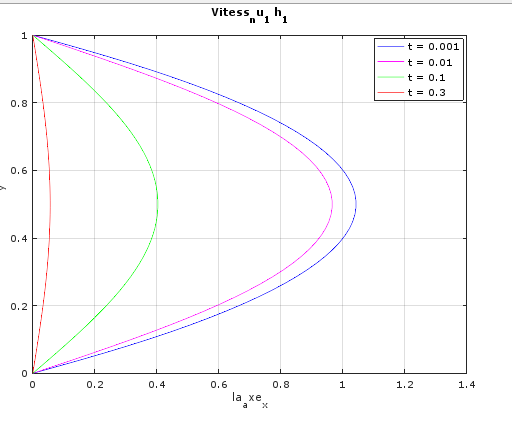 Vitess_n u_1 h_1
t = 0.001
t = 0.01
t = 0.1
t = 0.3
1
0.8
0.6
0.4
0.2
0
y
0 0.2 0.4 0.6 0.8 1 1.2 1.4
la_a xe_x